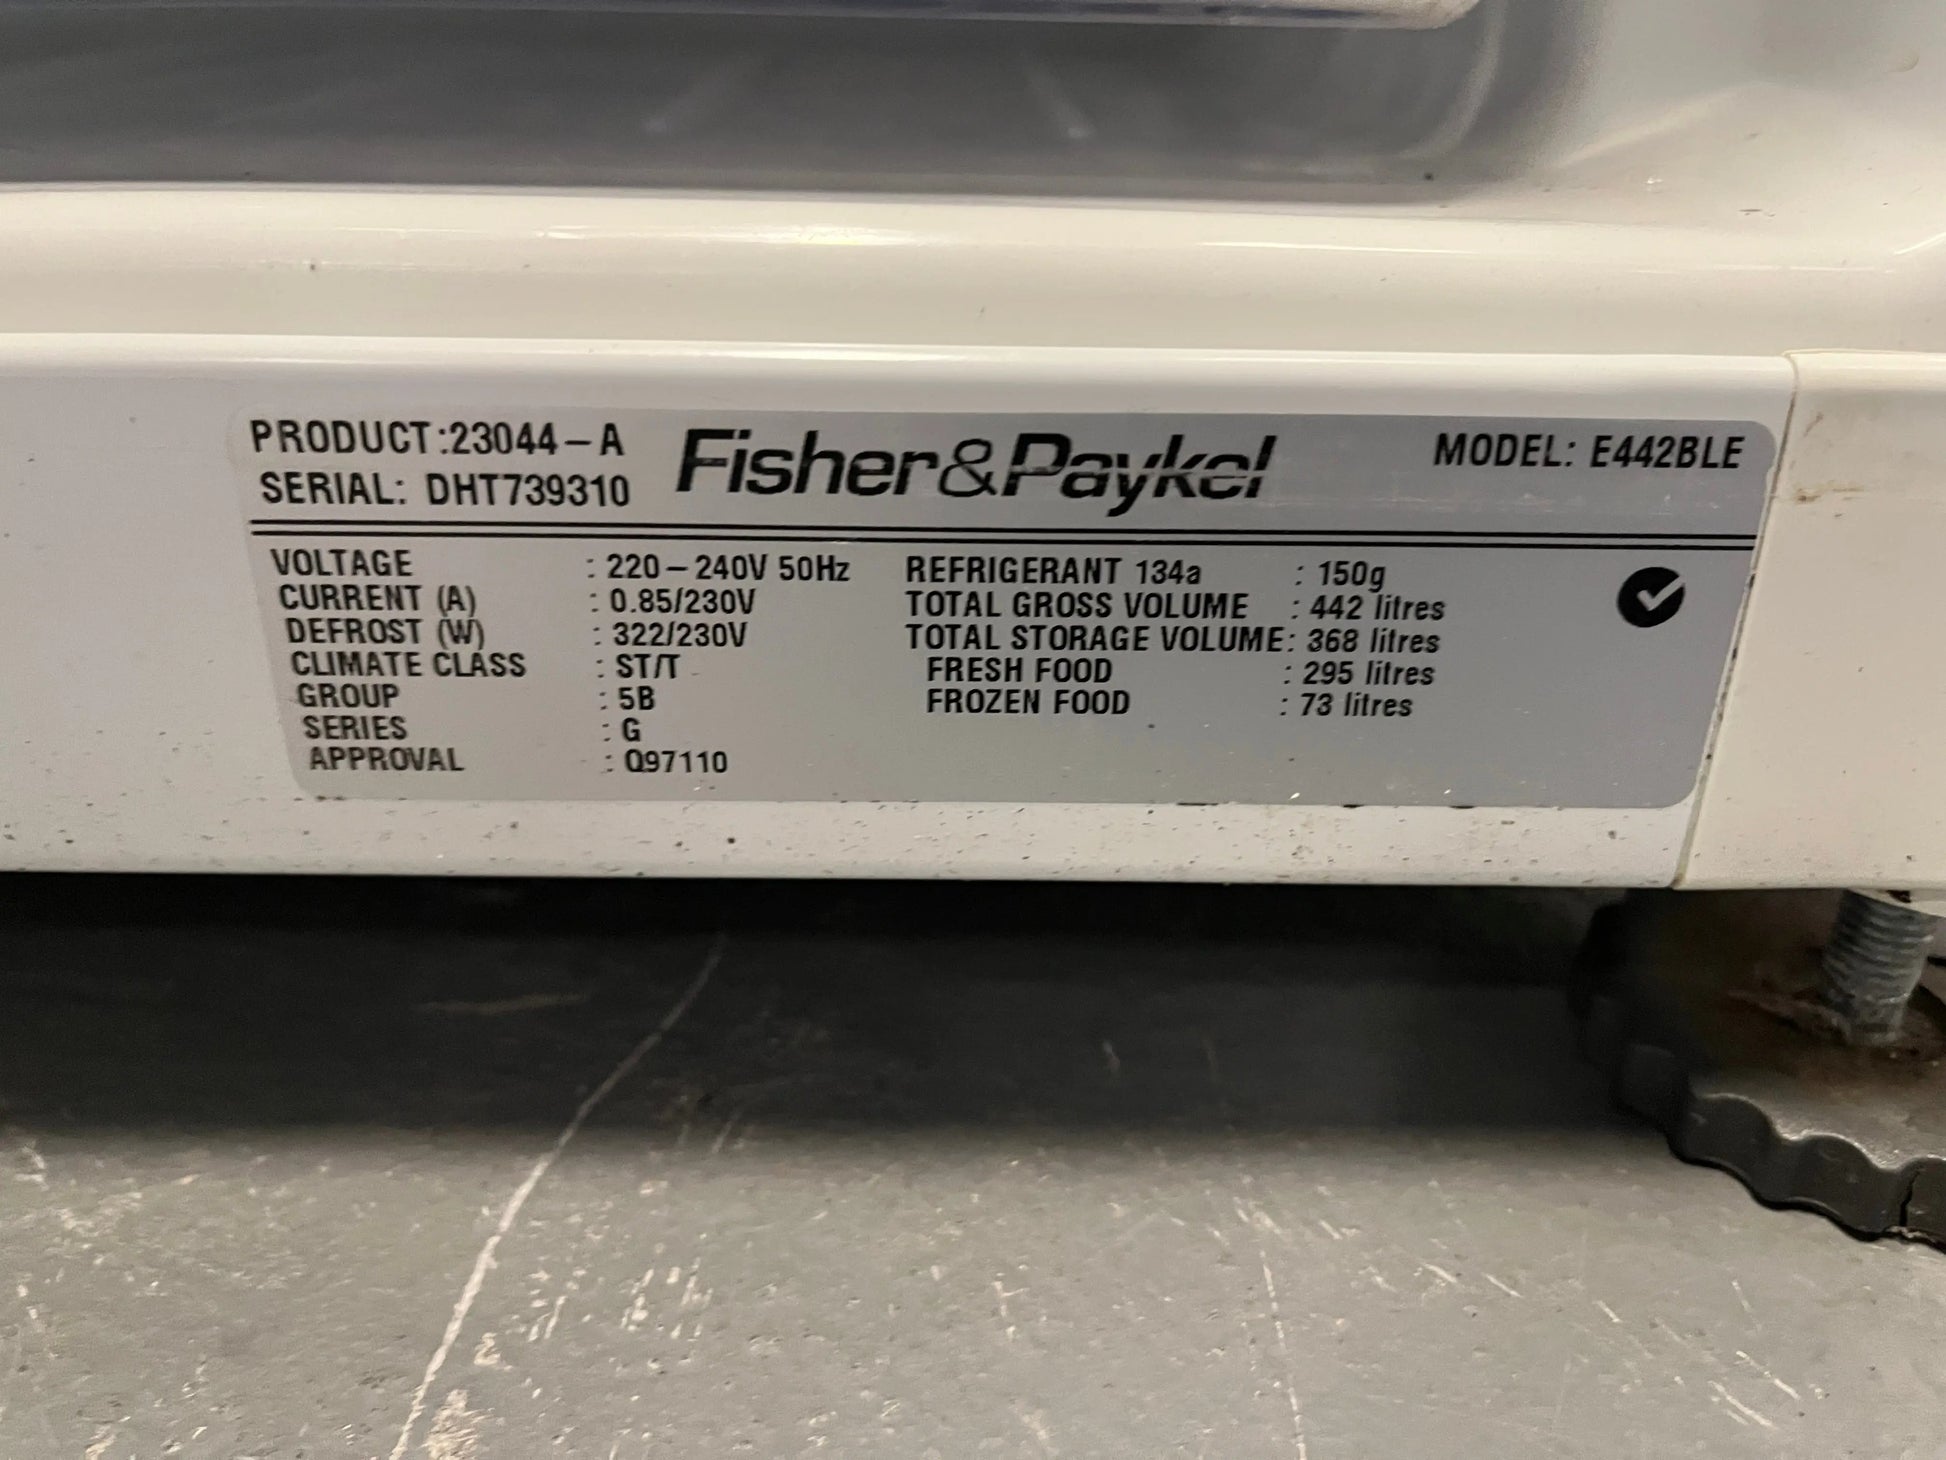 PRODUCT:23044-A
SERIAL: DHT739310
Fisher&Paykel
MODEL: E442BLE
VOLTAGE : 220-240V 50Hz
CURRENT (A) : 0.85/230V
DEFROST (W) : 322/230V
CLIMATE CLASS : ST/T
GROUP : 5B
SERIES : G
APPROVAL : Q97110
REFRIGERANT 134a : 150g
TOTAL GROSS VOLUME : 442 litres
TOTAL STORAGE VOLUME: 368 litres
FRESH FOOD : 295 litres
FROZEN FOOD : 73 litres